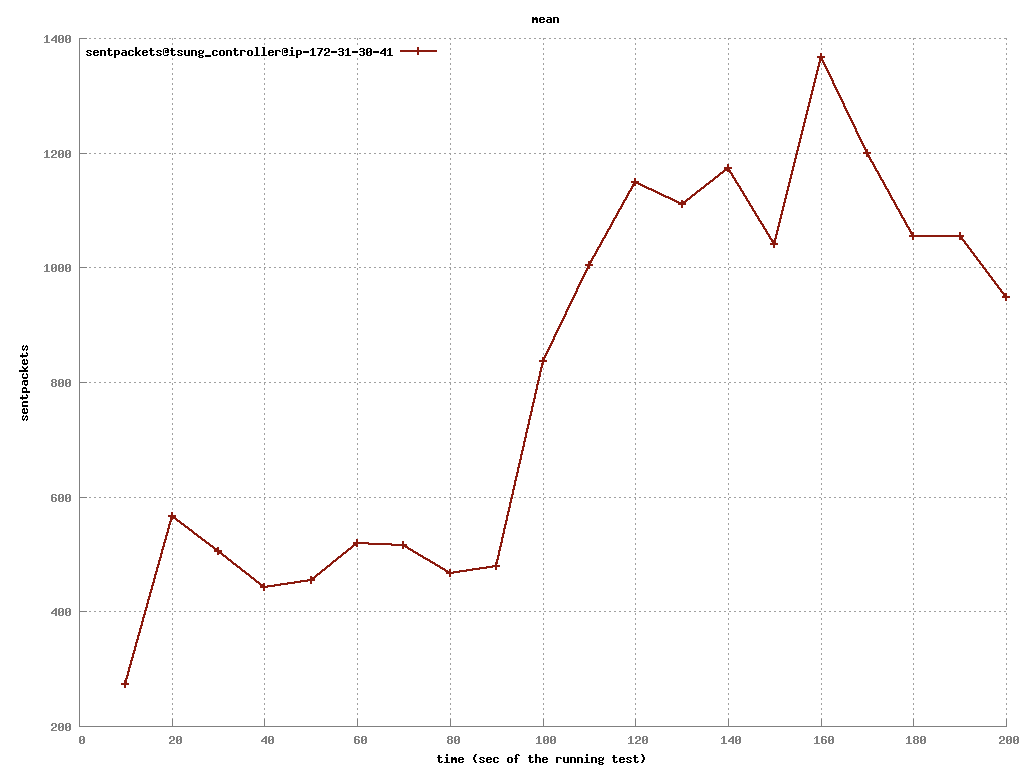 mean
sentpackets@tsung_controller@ip-172-31-30-41
1400
1200
1000
800
600
400
200
sentpackets
0 20 40 60 80 100 120 140 160 180 200
time (sec of the running test)